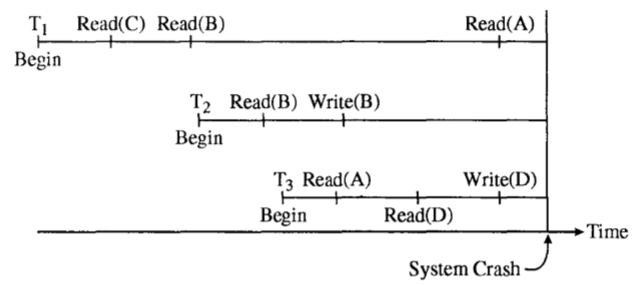 T1 Read(C) Read(B) Read(A)
Begin
T2 Read(B) Write(B)
Begin
T3 Read(A) Write(D)
Begin Read(D)
Time
System Crash